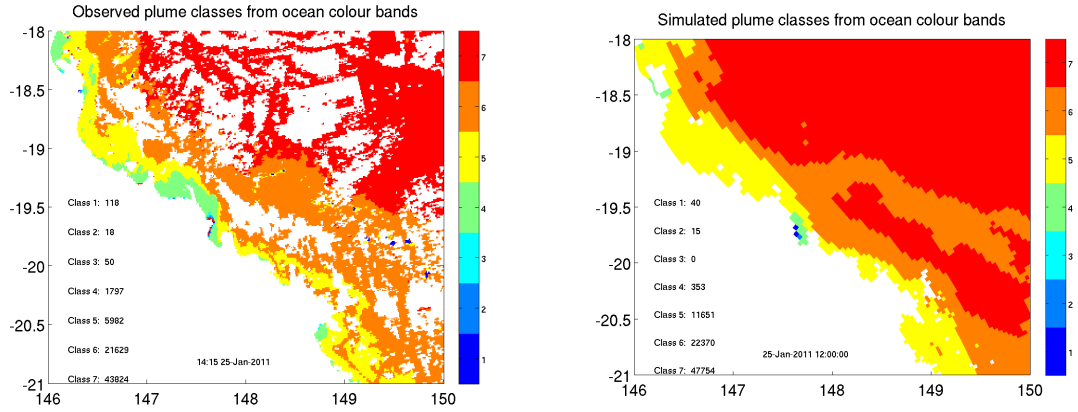 Observed plume classes from ocean colour bands
-18
-18.5
-19
-19.5
-20
-20.5
-21
146
147
148
149
150
Class 1: 118
Class 2: 18
Class 3: 50
Class 4: 1797
Class 5: 5982
Class 6: 21629
Class 7: 43824
14:15 25-Jan-2011
7
6
5
4
3
2
1
Simulated plume classes from ocean colour bands
-18
-18.5
-19
-19.5
-20
-20.5
-21
146
147
148
149
150
Class 1: 40
Class 2: 15
Class 3: 0
Class 4: 353
Class 5: 11651
Class 6: 22370
Class 7: 47754
25-Jan-2011 12:00:00
7
6
5
4
3
2
1